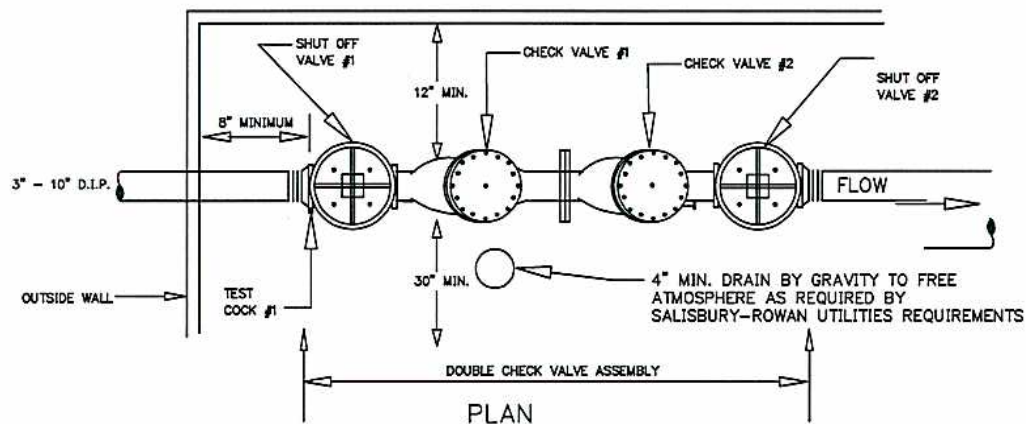 SHUT OFF
VALVE #1
CHECK VALVE #1
CHECK VALVE #2
SHUT OFF
VALVE #2
12" MIN.
8" MINIMUM
3" - 10" D.I.P.
FLOW
30" MIN.
OUTSIDE WALL
TEST
COCK #1
4" MIN. DRAIN BY GRAVITY TO FREE
ATMOSPHERE AS REQUIRED BY
SALISBURY-ROWAN UTILITIES REQUIREMENTS
DOUBLE CHECK VALVE ASSEMBLY
PLAN